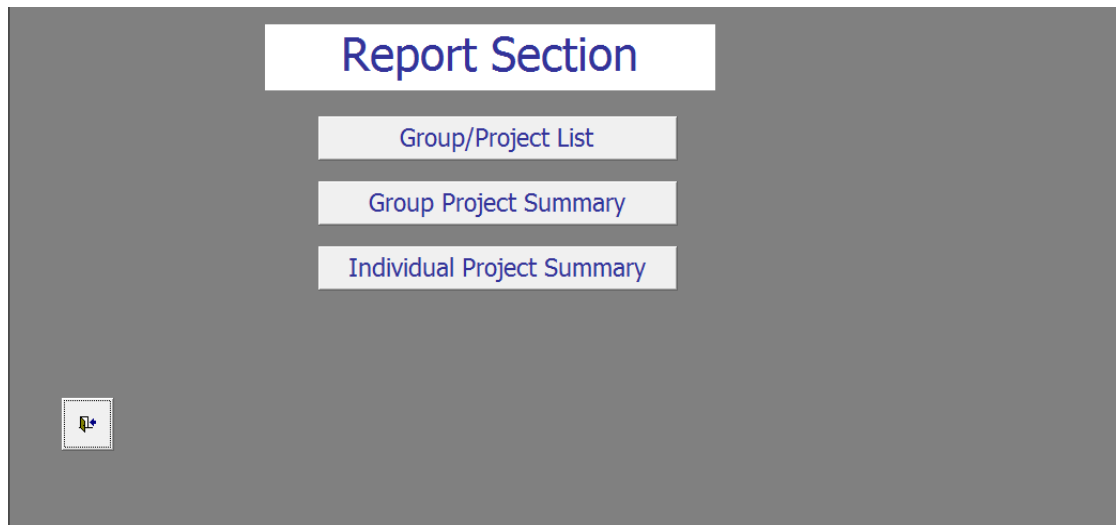 Report Section
Group/Project List
Group Project Summary
Individual Project Summary